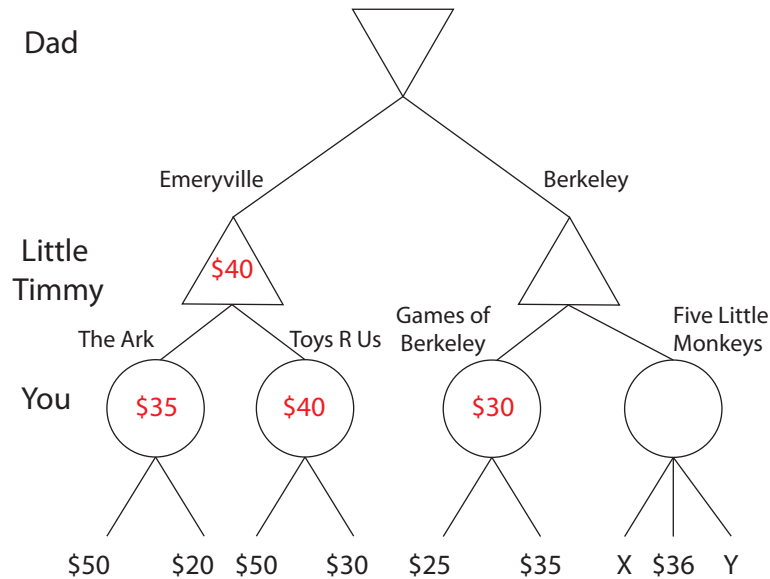 Dad
Emeryville
Berkeley
Little
Timmy
$40
The Ark
Toys R Us
Games of
Berkeley
Five Little
Monkeys
You
$35
$40
$30
$50
$20
$50
$30
$25
$35
X
$36
Y